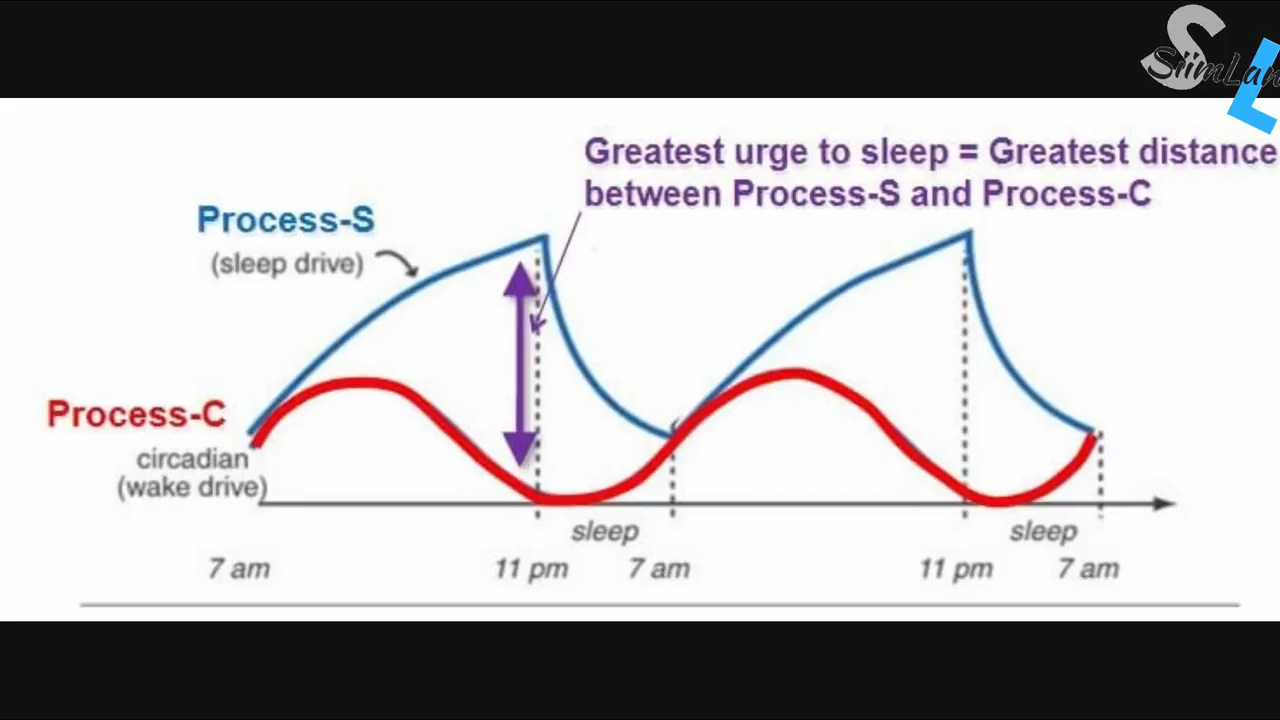 S
SiimLan
L
Greatest urge to sleep = Greatest distance
between Process-S and Process-C
Process-S
(sleep drive)
Process-C
circadian
(wake drive)
sleep
sleep
7 am
11 pm
7 am
11 pm
7 am